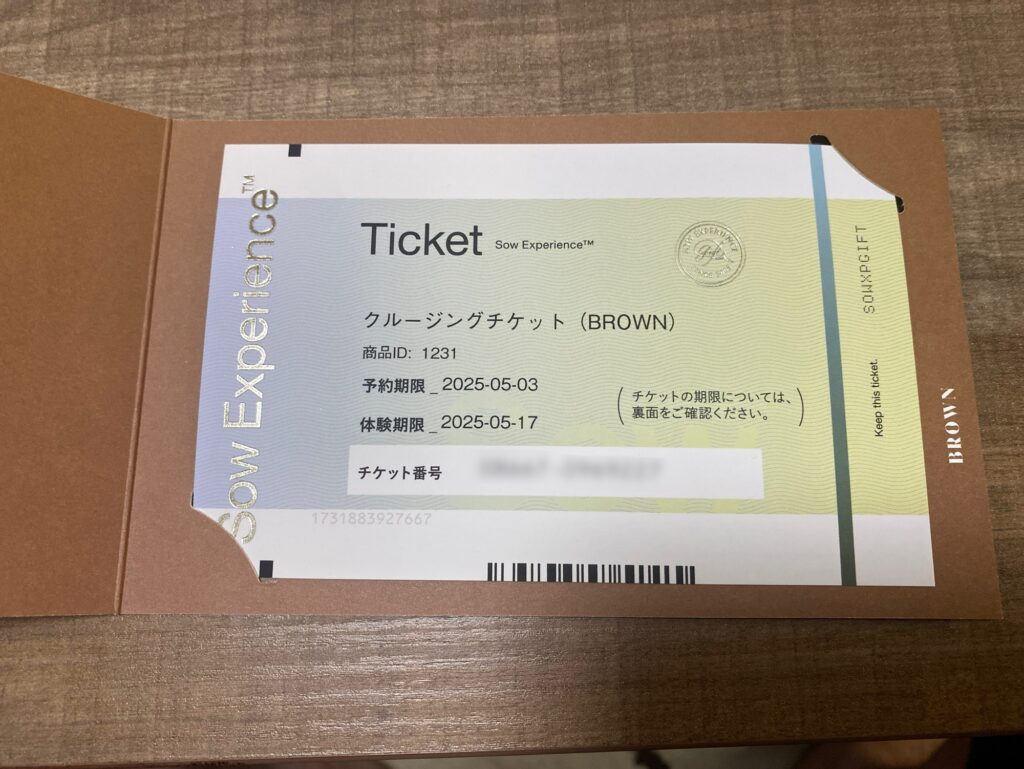 Sow Experience™
Ticket Sow Experience™
クルージングチケット（BROWN）
商品ID: 1231
予約期限 _ 2025-05-03
体験期限 _ 2025-05-17
（チケットの期限については、
裏面をご確認ください。）
チケット番号
1731883927667
SOWXPGIFT
Keep this ticket.
BROWN